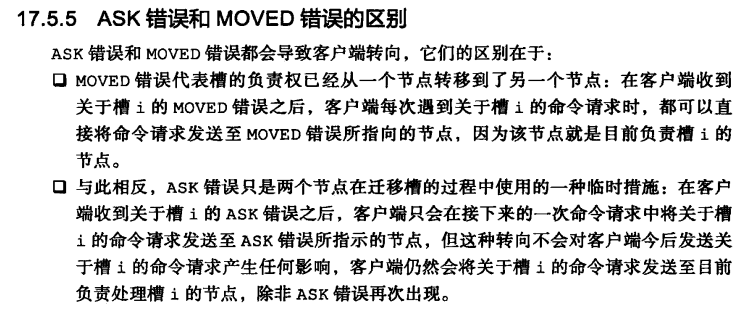 17.5.5 ASK 错误和 MOVED 错误的区别
ASK 错误和 MOVED 错误都会导致客户端转向，它们的区别在于：
❑ MOVED 错误代表槽的负责权已经从一个节点转移到了另一个节点：在客户端收到
关于槽 i 的 MOVED 错误之后，客户端每次遇到关于槽 i 的命令请求时，都可以直
接将命令请求发送至 MOVED 错误所指向的节点，因为该节点就是目前负责槽 i 的
节点。
❑ 与此相反，ASK 错误只是两个节点在迁移槽的过程中使用的一种临时措施：在客户
端收到关于槽 i 的 ASK 错误之后，客户端只会在接下来的一次命令请求中将关于槽
i 的命令请求发送至 ASK 错误所指示的节点，但这种转向不会对客户端今后发送关
于槽 i 的命令请求产生任何影响，客户端仍然会将关于槽 i 的命令请求发送至目前
负责处理槽 i 的节点，除非 ASK 错误再次出现。